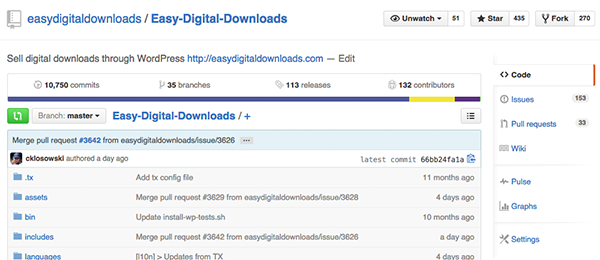 easydigitaldownloads / Easy-Digital-Downloads
Unwatch 51 Star 435 Fork 270
Sell digital downloads through WordPress http://easydigitaldownloads.com — Edit
10,750 commits 35 branches 113 releases 132 contributors
Branch: master Easy-Digital-Downloads / +
Merge pull request #3642 from easydigitaldownloads/issue/3626 ...
cklosowski authored a day ago latest commit 66bb24fa1a
.tx Add tx config file 11 months ago
assets Merge pull request #3629 from easydigitaldownloads/issue/3628 4 days ago
bin Update install-wp-tests.sh 10 months ago
includes Merge pull request #3642 from easydigitaldownloads/issue/3626 a day ago
languages [l10n] > Updates from TX 4 days ago
Code
Issues 153
Pull requests 33
Wiki
Pulse
Graphs
Settings